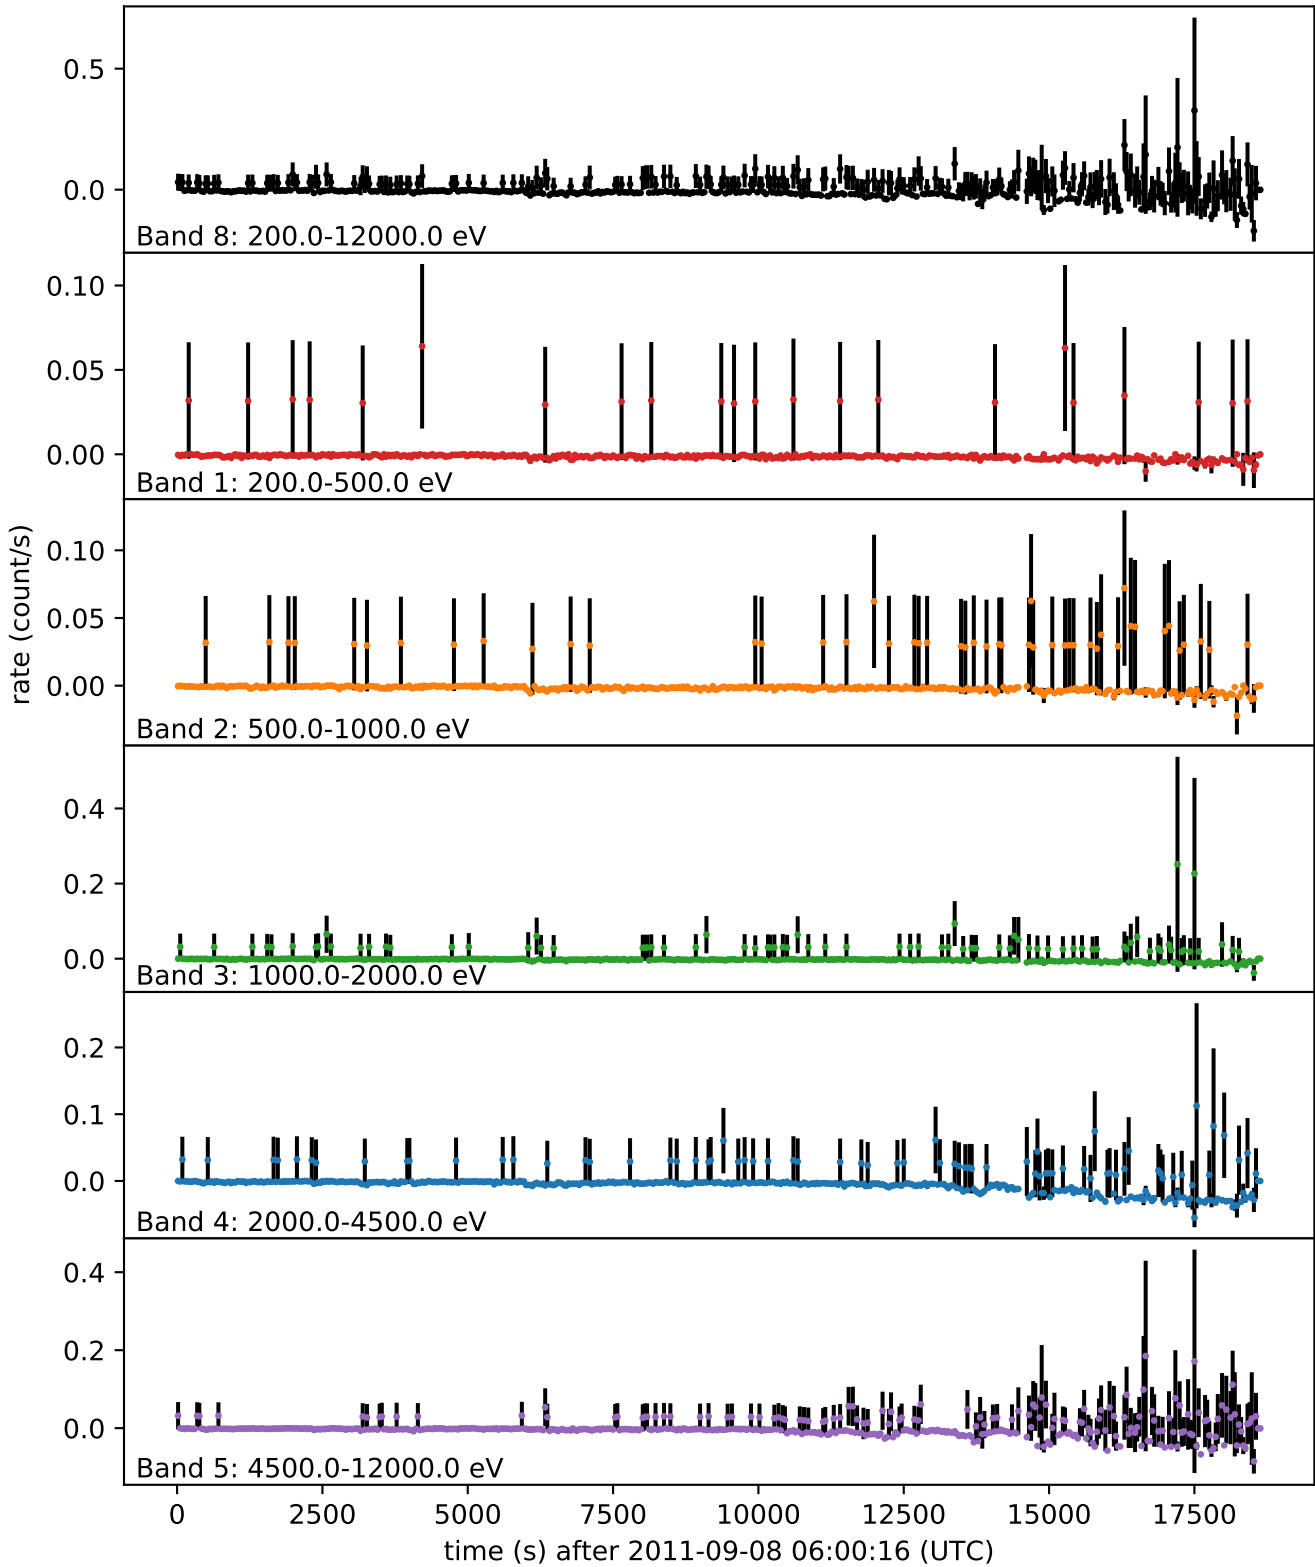 0.5
0.0
Band 8: 200.0-12000.0 eV
0.10
0.05
0.00
Band 1: 200.0-500.0 eV
0.10
0.05
0.00
Band 2: 500.0-1000.0 eV
rate (count/s)
0.4
0.2
0.0
Band 3: 1000.0-2000.0 eV
0.2
0.1
0.0
Band 4: 2000.0-4500.0 eV
0.4
0.2
0.0
Band 5: 4500.0-12000.0 eV
0 2500 5000 7500 10000 12500 15000 17500
time (s) after 2011-09-08 06:00:16 (UTC)